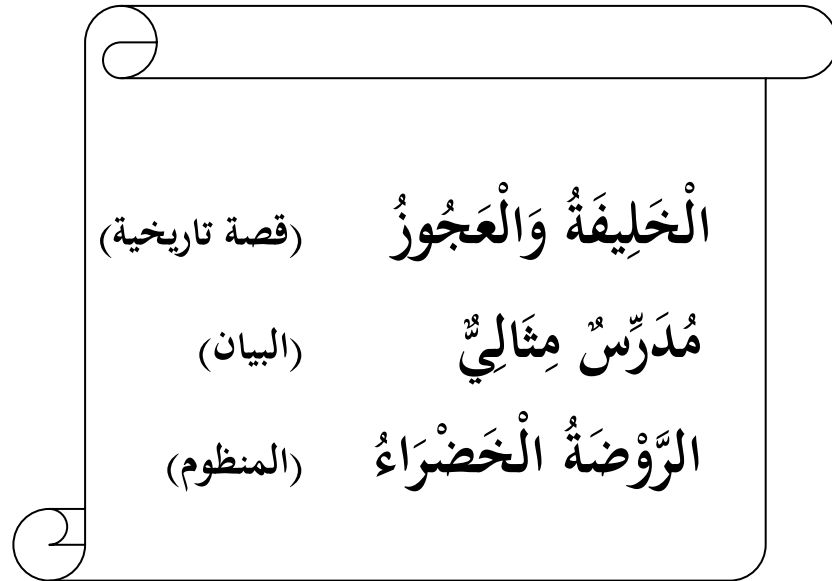 الْخَلِيفَةُ وَالْعَجُوزُ (قصة تاريخية)
مُدَرِّسٌ مِثَالِيٌّ (البيان)
الرَّوْضَةُ الْخَضْرَاءُ (المنظوم)